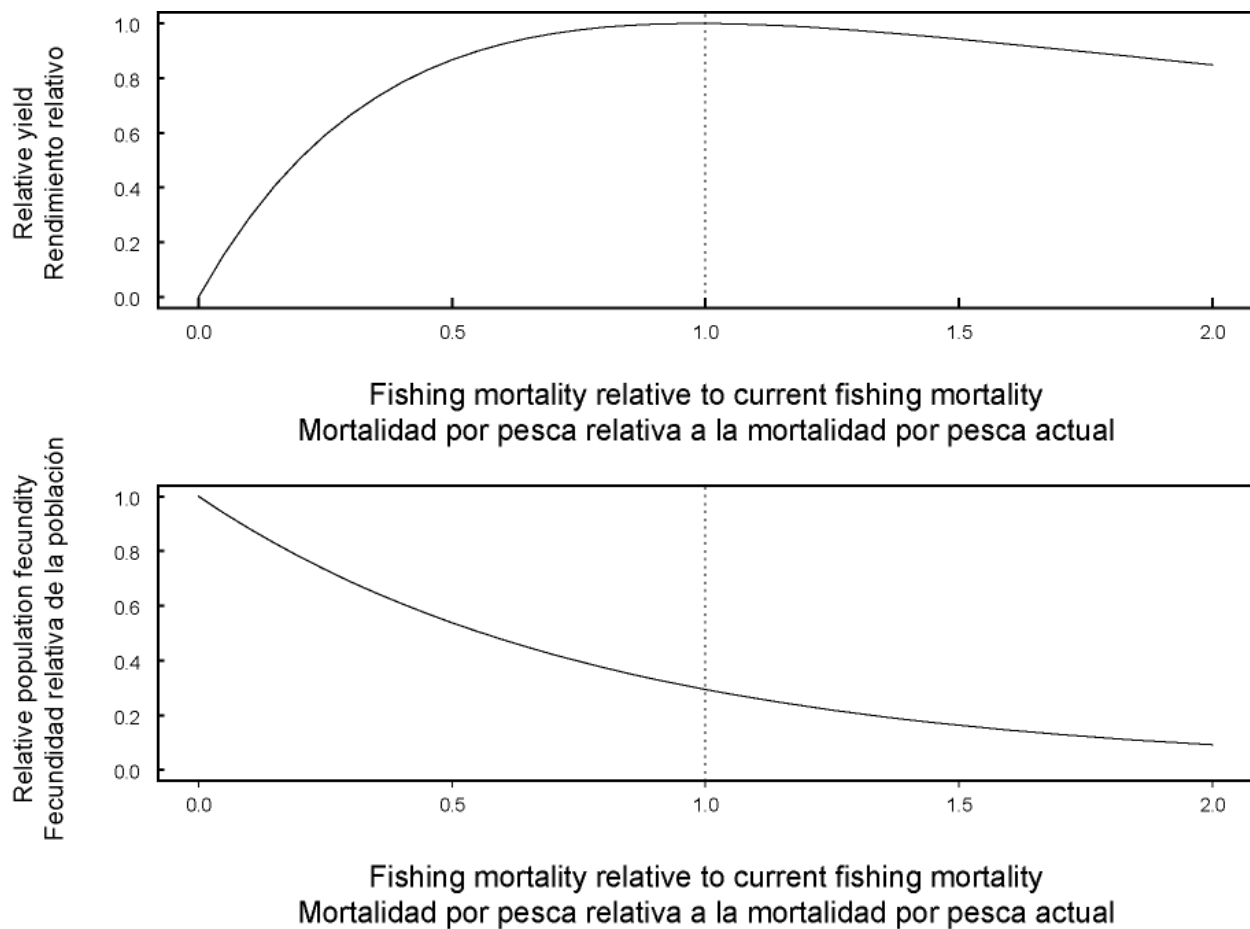 Relative yield
Rendimiento relativo
1.0
0.8
0.6
0.4
0.2
0.0
0.0 0.5 1.0 1.5 2.0
Fishing mortality relative to current fishing mortality
Mortalidad por pesca relativa a la mortalidad por pesca actual
Relative population fecundity
Fecundidad relativa de la población
1.0
0.8
0.6
0.4
0.2
0.0
0.0 0.5 1.0 1.5 2.0
Fishing mortality relative to current fishing mortality
Mortalidad por pesca relativa a la mortalidad por pesca actual